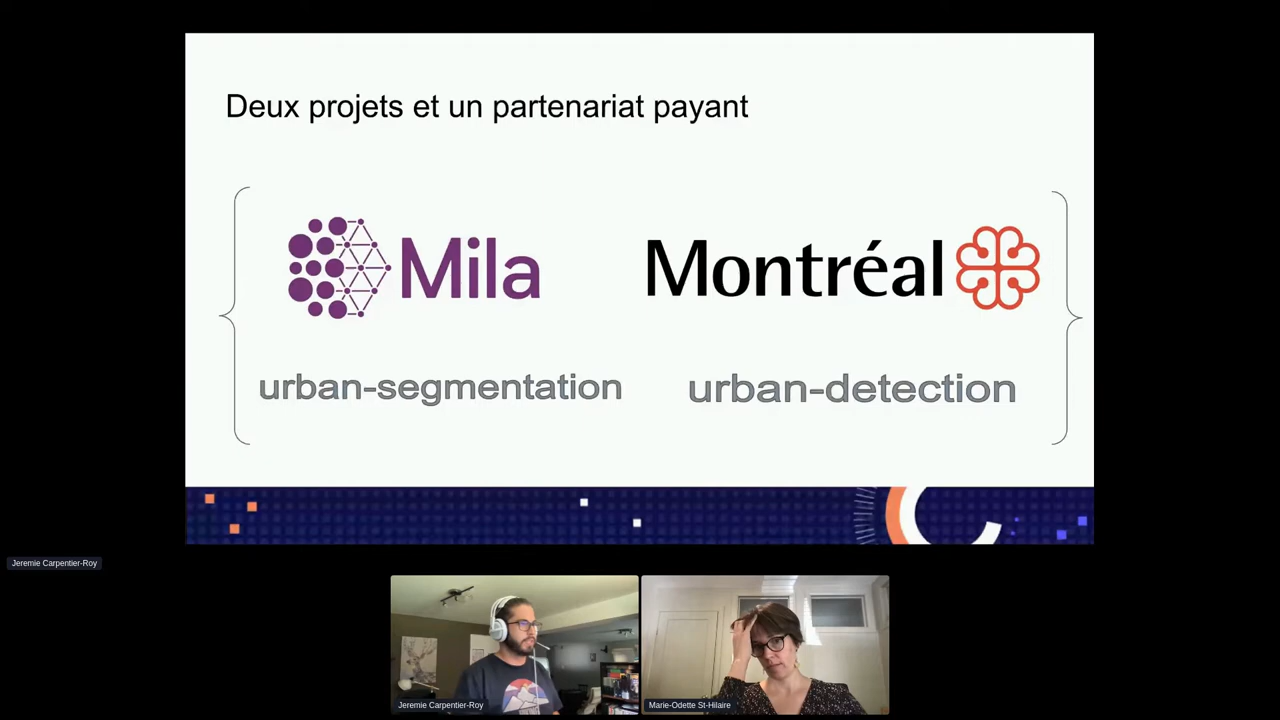 Deux projets et un partenariat payant
Mila
Montréal
urban-segmentation
urban-detection
Jeremie Carpentier-Roy
Jeremie Carpentier-Roy
Marie-Odette St-Hilaire